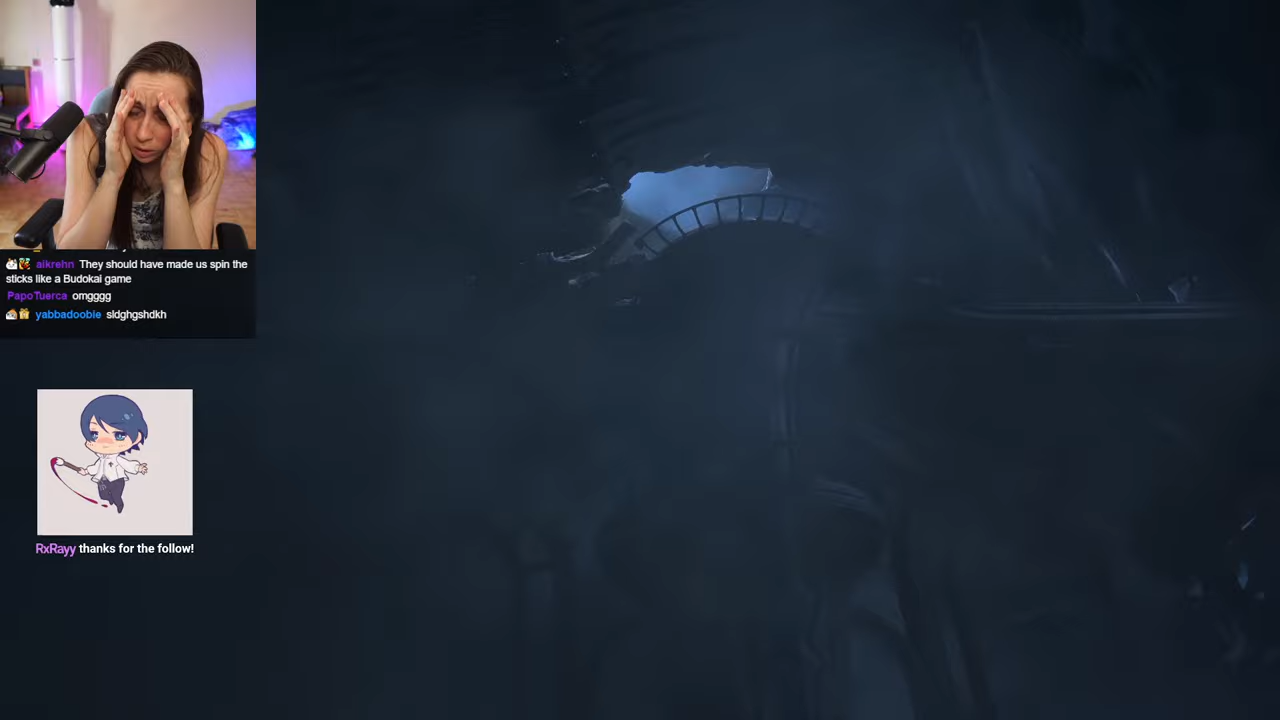 aikrehn They should have made us spin the
sticks like a Budokai game
PapoTuerca omgggg
yabbadoobie sldghgshdkh
RxRayy thanks for the follow!